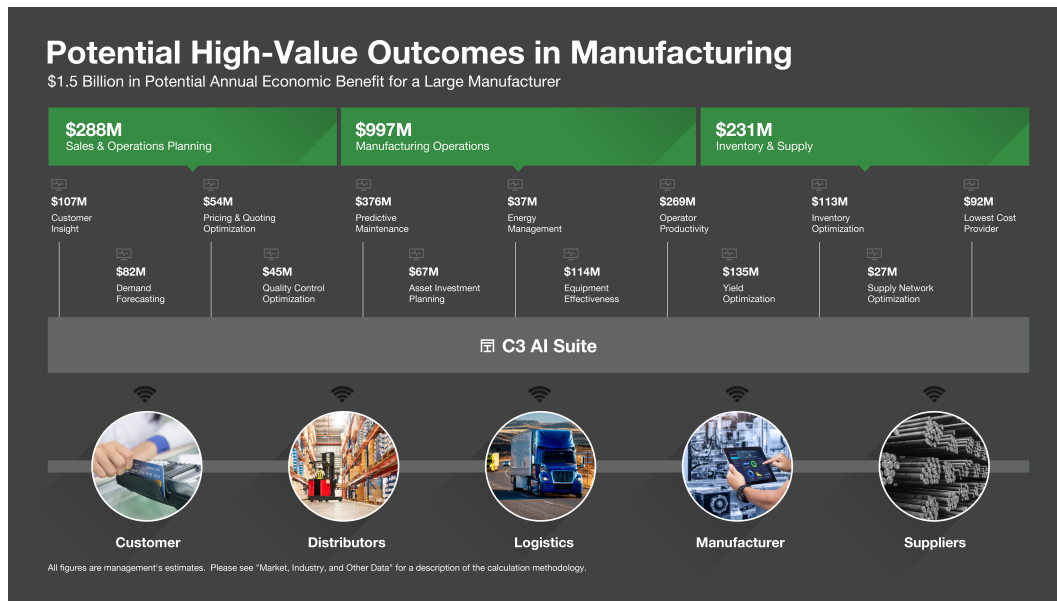 Potential High-Value Outcomes in Manufacturing
$1.5 Billion in Potential Annual Economic Benefit for a Large Manufacturer
$288M
Sales & Operations Planning
$997M
Manufacturing Operations
$231M
Inventory & Supply
$107M
Customer
Insight
$54M
Pricing & Quoting
Optimization
$376M
Predictive
Maintenance
$37M
Energy
Management
$269M
Operator
Productivity
$113M
Inventory
Optimization
$92M
Lowest Cost
Provider
$82M
Demand
Forecasting
$45M
Quality Control
Optimization
$67M
Asset Investment
Planning
$114M
Equipment
Effectiveness
$135M
Yield
Optimization
$27M
Supply Network
Optimization
C3 AI Suite
Customer
Distributors
Logistics
Manufacturer
Suppliers
All figures are management's estimates. Please see "Market, Industry, and Other Data" for a description of the calculation methodology.